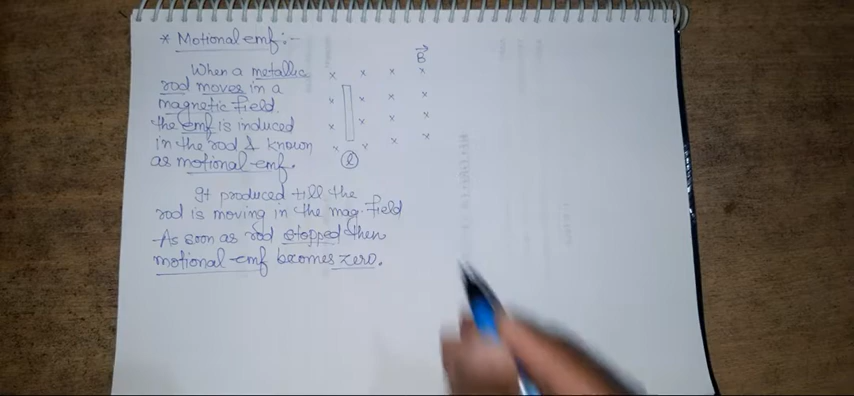 * Motional emf :-
When a metallic
rod moves in a
magnetic field.
the emf is induced
in the rod & known
as motional emf.
B
l
It produced till the
rod is moving in the mag. field
As soon as rod stopped then
motional emf becomes zero.